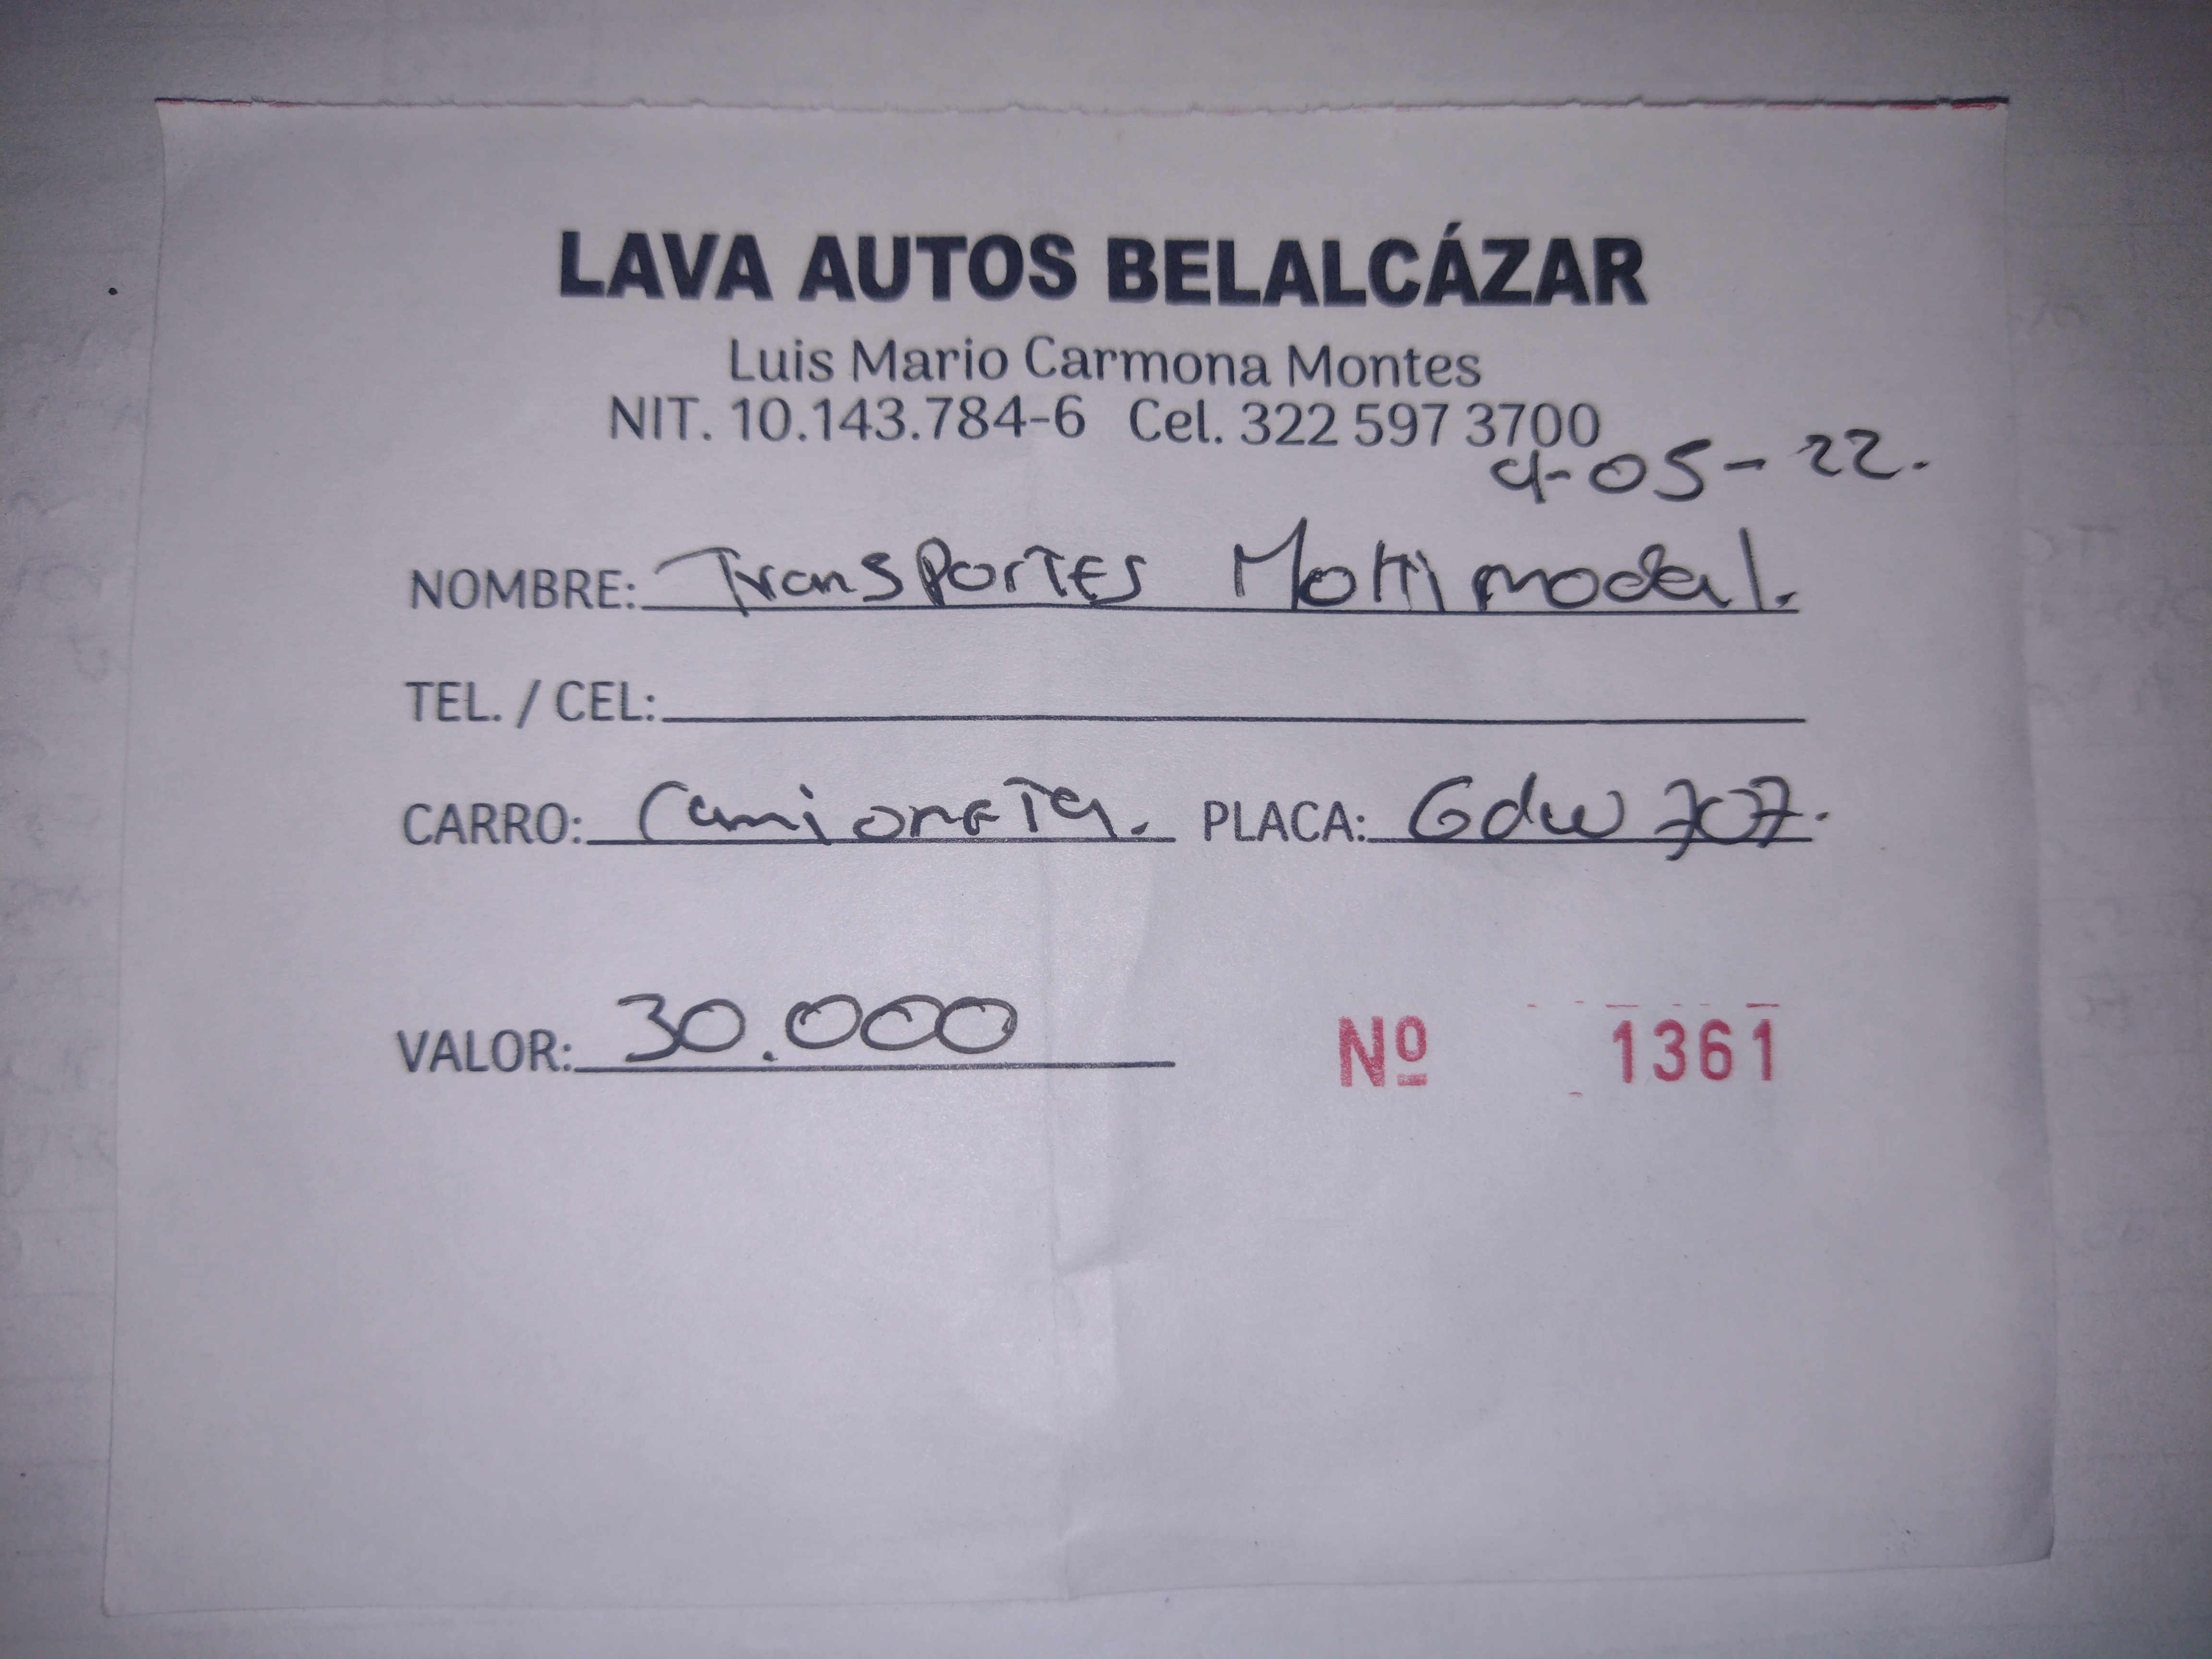 LAVA AUTOS BELALCÁZAR
Luis Mario Carmona Montes
NIT. 10.143.784-6 Cel. 322 597 3700
4-05-22.
NOMBRE: Transportes Moltimodal.
TEL. / CEL:
CARRO: Camioneta. PLACA: Gdw 707.
VALOR: 30.000 Nº 1361